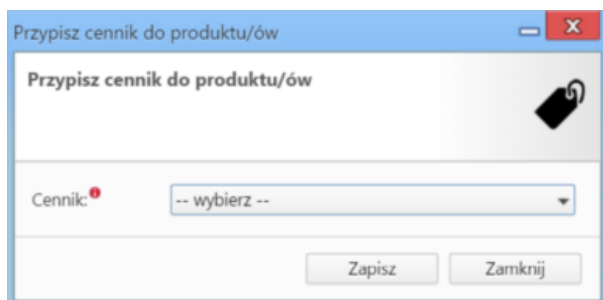 Przypisz cennik do produktu/ów
Przypisz cennik do produktu/ów
Cennik:
-- wybierz --
Zapisz Zamknij